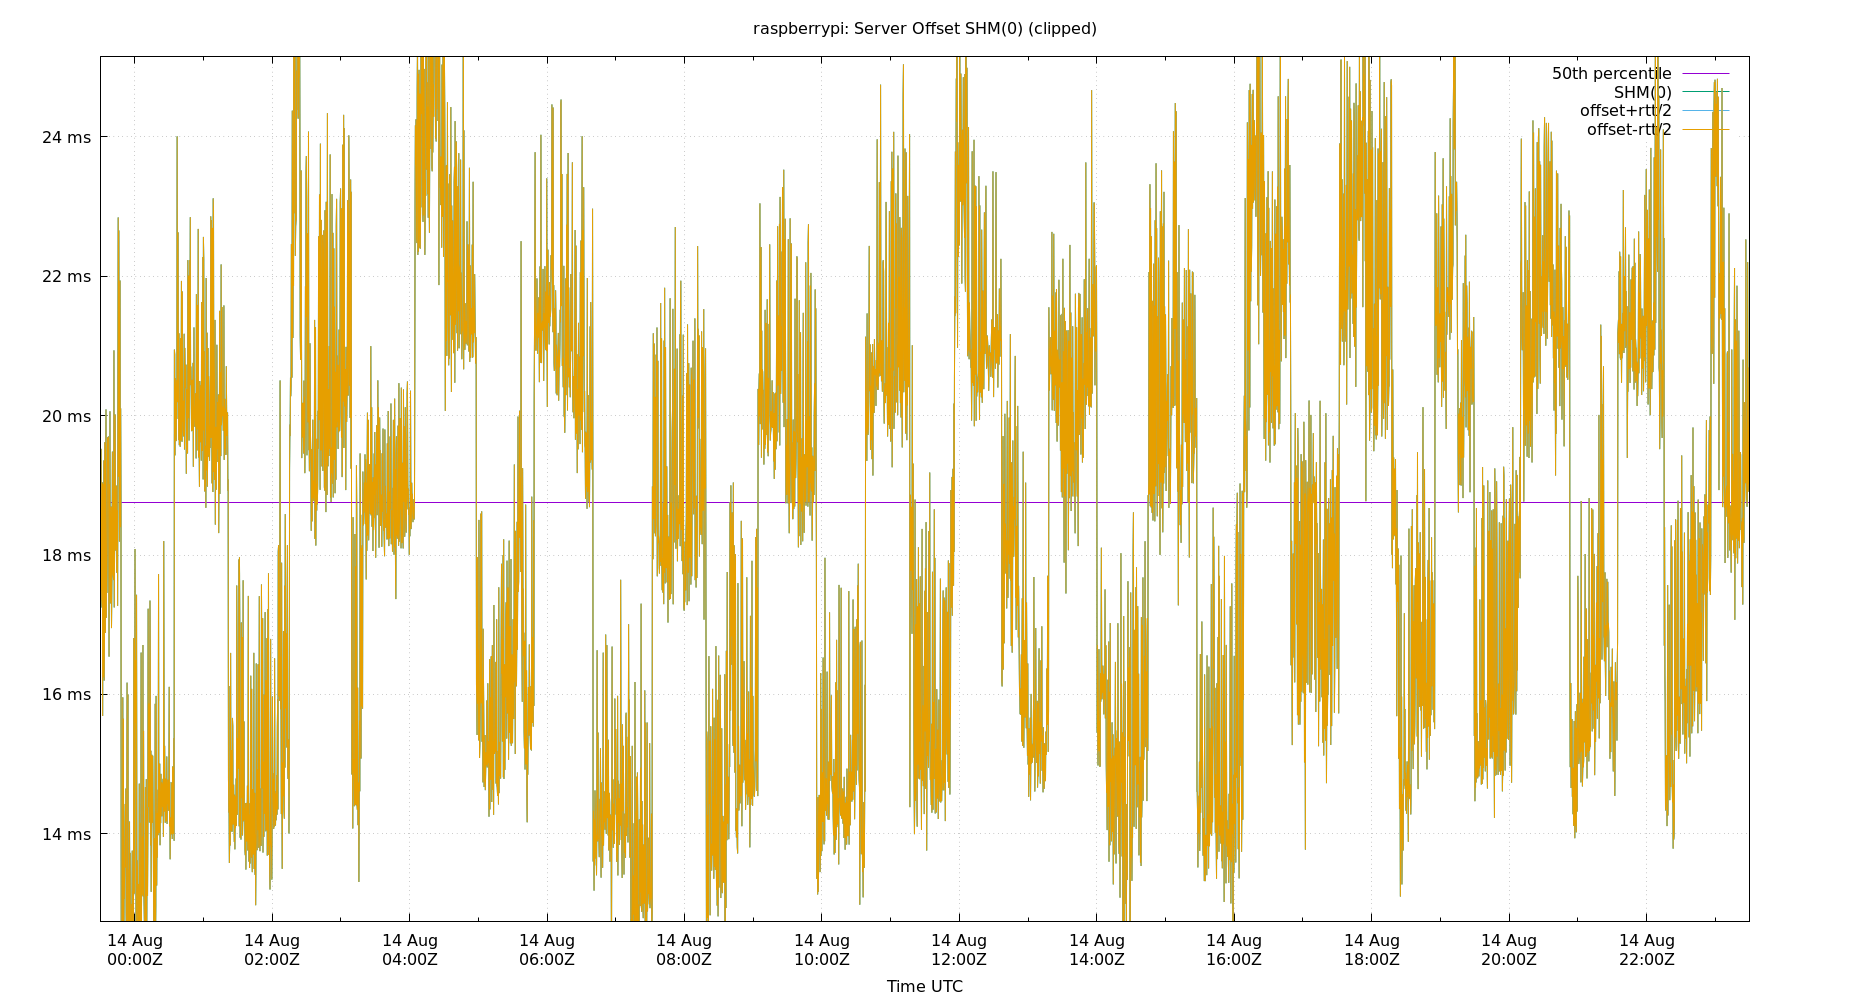 raspberrypi: Server Offset SHM(0) (clipped)
50th percentile
SHM(0)
offset+rtt/2
offset-rtt/2
24 ms
22 ms
20 ms
18 ms
16 ms
14 ms
14 Aug 14 Aug 14 Aug 14 Aug 14 Aug 14 Aug 14 Aug 14 Aug 14 Aug 14 Aug 14 Aug 14 Aug
00:00Z 02:00Z 04:00Z 06:00Z 08:00Z 10:00Z 12:00Z 14:00Z 16:00Z 18:00Z 20:00Z 22:00Z
Time UTC